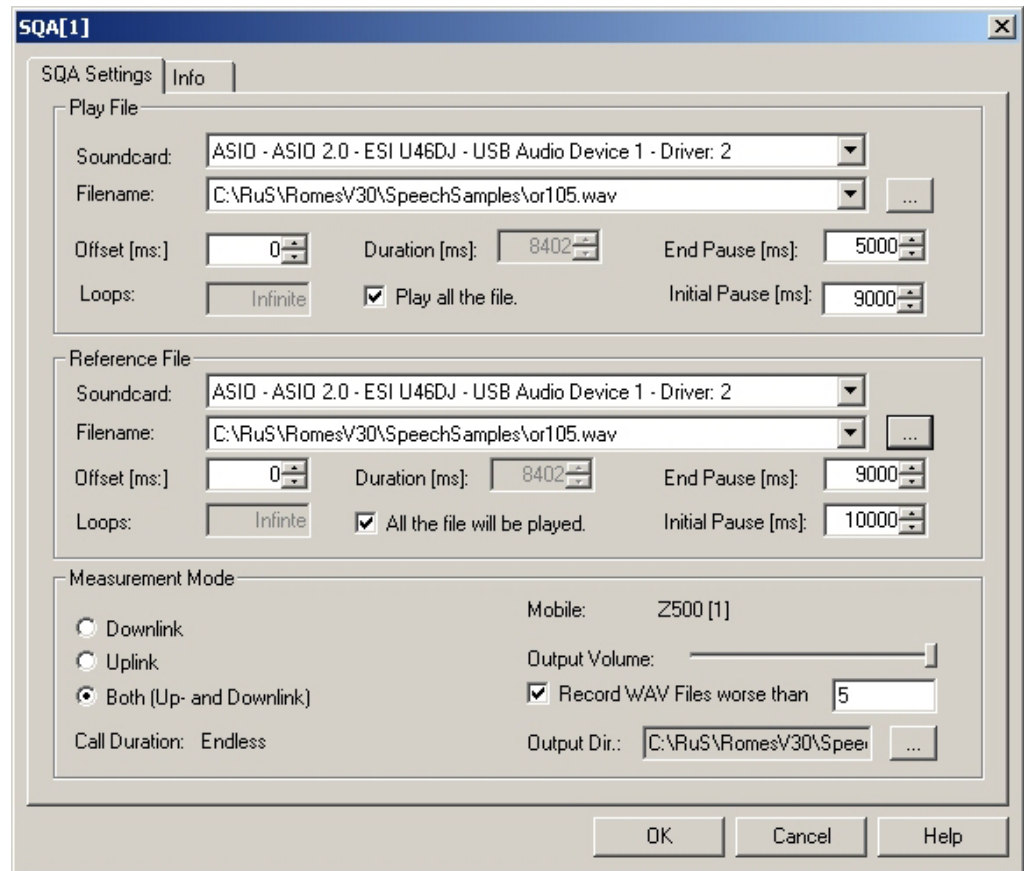 SQA[1]
SQA Settings Info
Play File
Soundcard: ASIO - ASIO 2.0 - ESI U46DJ - USB Audio Device 1 - Driver: 2
Filename: C:\RuS\RomesV30\SpeechSamples\or105.wav ...
Offset [ms:] 0 Duration [ms]: 8402 End Pause [ms]: 5000
Loops: Infinite Play all the file. Initial Pause [ms]: 9000
Reference File
Soundcard: ASIO - ASIO 2.0 - ESI U46DJ - USB Audio Device 1 - Driver: 2
Filename: C:\RuS\RomesV30\SpeechSamples\or105.wav ...
Offset [ms:] 0 Duration [ms]: 8402 End Pause [ms]: 9000
Loops: Infinte All the file will be played. Initial Pause [ms]: 10000
Measurement Mode
Mobile: Z500 [1]
Downlink
Uplink Output Volume:
Both (Up- and Downlink) Record WAV Files worse than 5
Call Duration: Endless Output Dir.: C:\RuS\RomesV30\Spee ...
OK Cancel Help